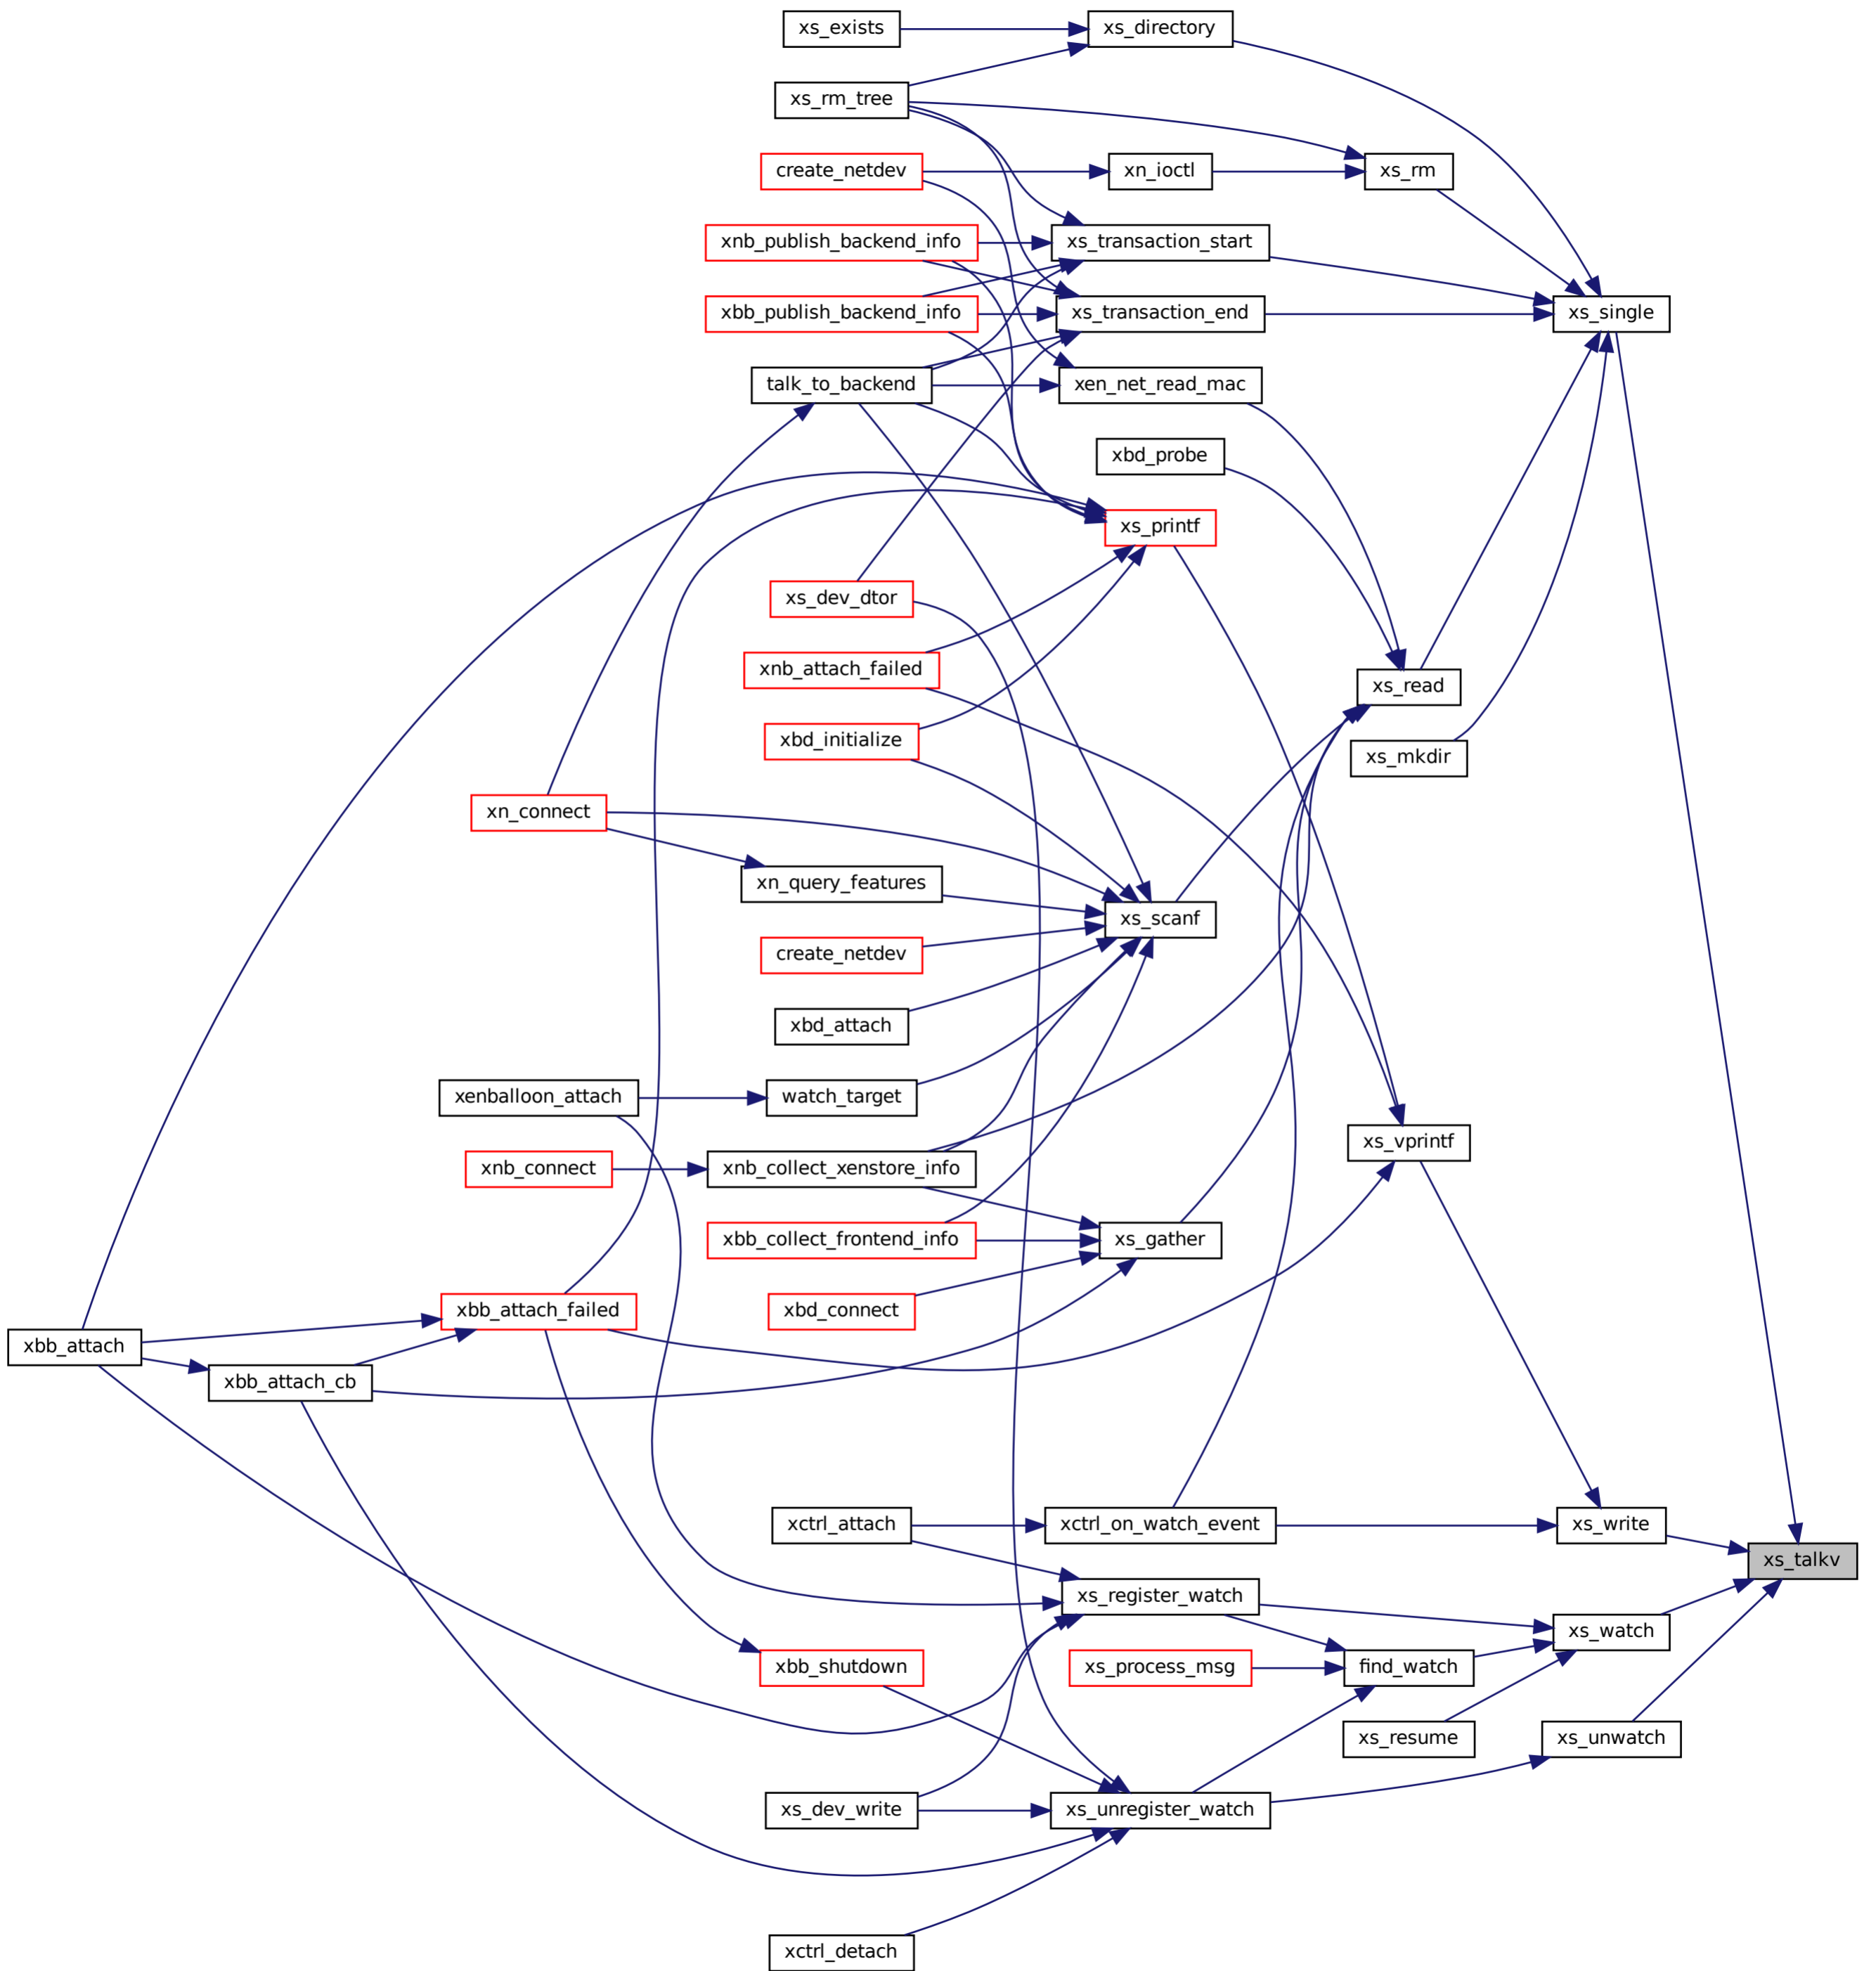 xs_exists
xs_directory
xs_rm_tree
create_netdev
xn_ioctl
xs_rm
xnb_publish_backend_info
xs_transaction_start
xbb_publish_backend_info
xs_transaction_end
xs_single
talk_to_backend
xen_net_read_mac
xbd_probe
xs_printf
xs_dev_dtor
xnb_attach_failed
xs_read
xbd_initialize
xs_mkdir
xn_connect
xn_query_features
xs_scanf
create_netdev
xbd_attach
xenballoon_attach
watch_target
xs_vprintf
xnb_connect
xnb_collect_xenstore_info
xbb_collect_frontend_info
xs_gather
xbd_connect
xbb_attach_failed
xbb_attach
xbb_attach_cb
xctrl_attach
xctrl_on_watch_event
xs_write
xs_talkv
xs_register_watch
xs_watch
xbb_shutdown
xs_process_msg
find_watch
xs_resume
xs_unwatch
xs_dev_write
xs_unregister_watch
xctrl_detach